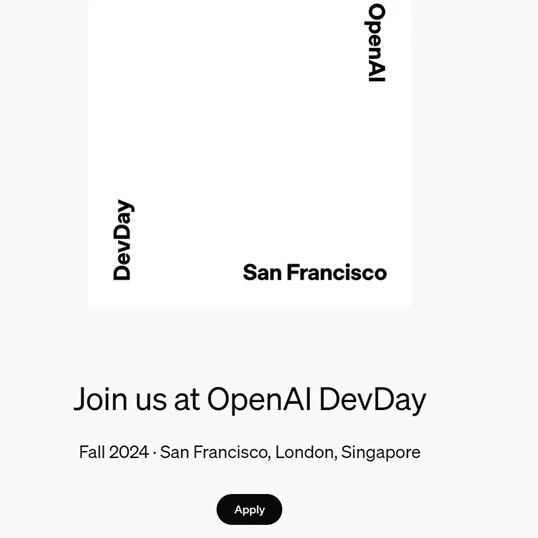 OpenAI
DevDay
San Francisco
Join us at OpenAI DevDay
Fall 2024 · San Francisco, London, Singapore
Apply